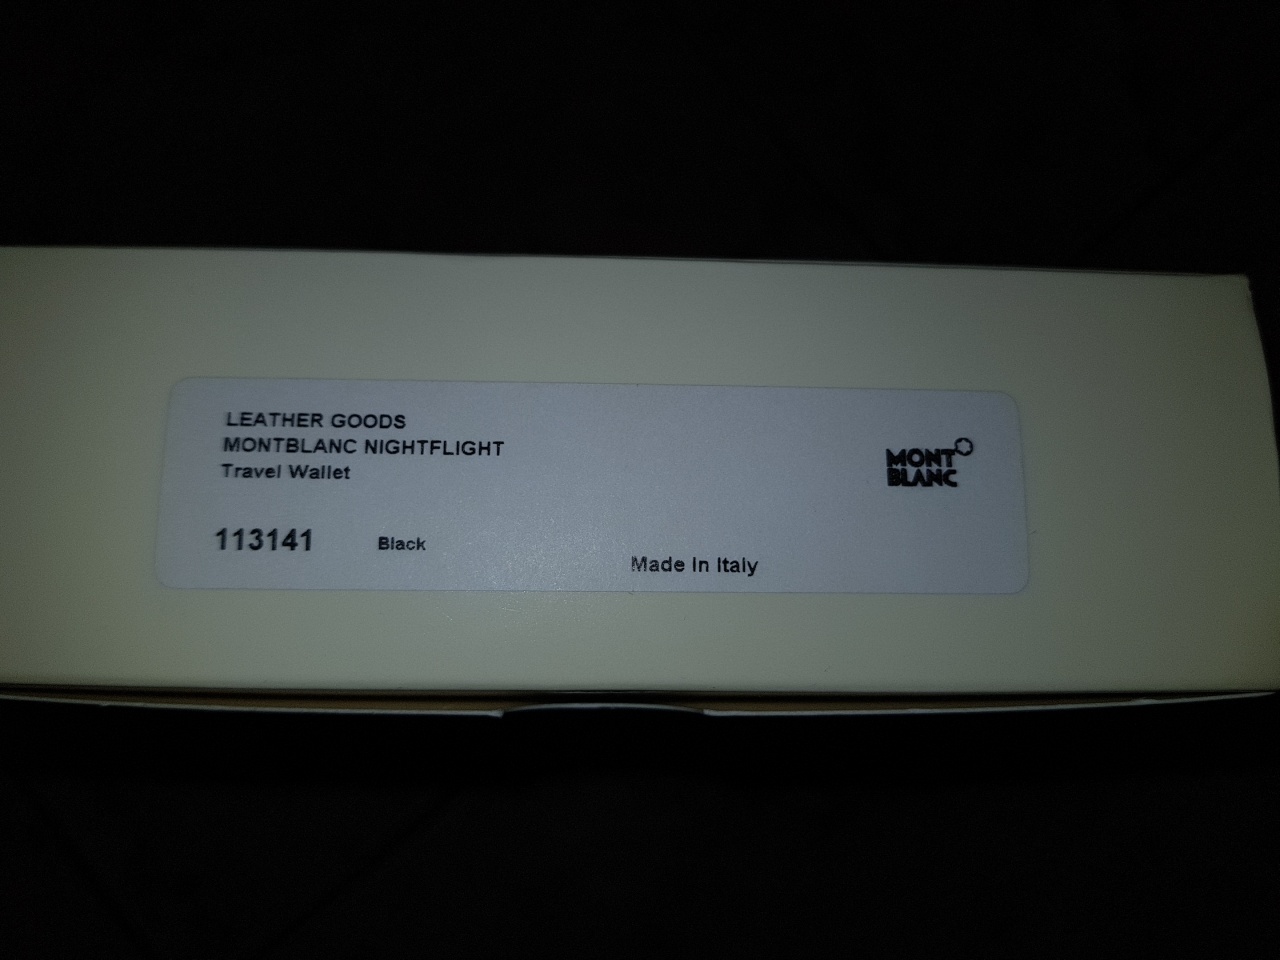 LEATHER GOODS
MONTBLANC NIGHTFLIGHT
Travel Wallet
MONT
BLANC
113141 Black
Made in Italy